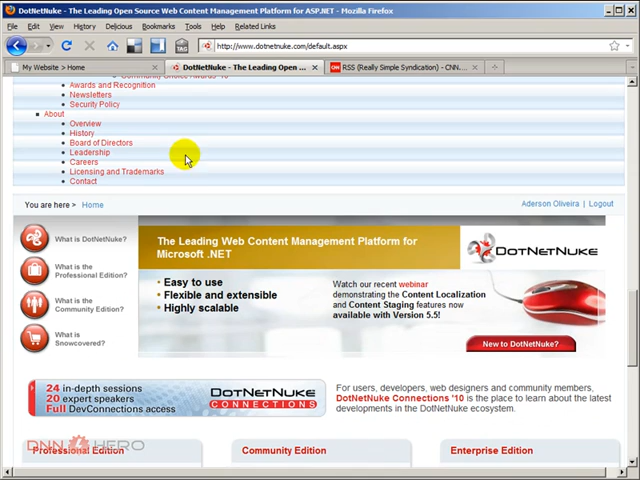 DotNetNuke - The Leading Open Source Web Content Management Platform for ASP.NET - Mozilla Firefox
File Edit View History Delicious Bookmarks Tools Help Related Links
TAG http://www.dotnetnuke.com/default.aspx
My Website > Home
DotNetNuke - The Leading Open ...
CNN RSS (Really Simple Syndication) - CNN....
Community Choice Awards '10
Awards and Recognition
Newsletters
Security Policy
About
Overview
History
Board of Directors
Leadership
Careers
Licensing and Trademarks
Contact
You are here > Home
Aderson Oliveira | Logout
What is DotNetNuke?
What is the
Professional Edition?
What is the
Community Edition?
What is
Snowcovered?
The Leading Web Content Management Platform for
Microsoft .NET
Easy to use
Flexible and extensible
Highly scalable
DOTNETNUKE
Watch our recent webinar
demonstrating the Content Localization
and Content Staging features now
available with Version 5.5!
New to DotNetNuke?
24 in-depth sessions
20 expert speakers
Full DevConnections access
DOTNETNUKE
CONNECTIONS
For users, developers, web designers and community members,
DotNetNuke Connections '10 is the place to learn about the latest
developments in the DotNetNuke ecosystem.
DNN HERO
Professional Edition
Community Edition
Enterprise Edition